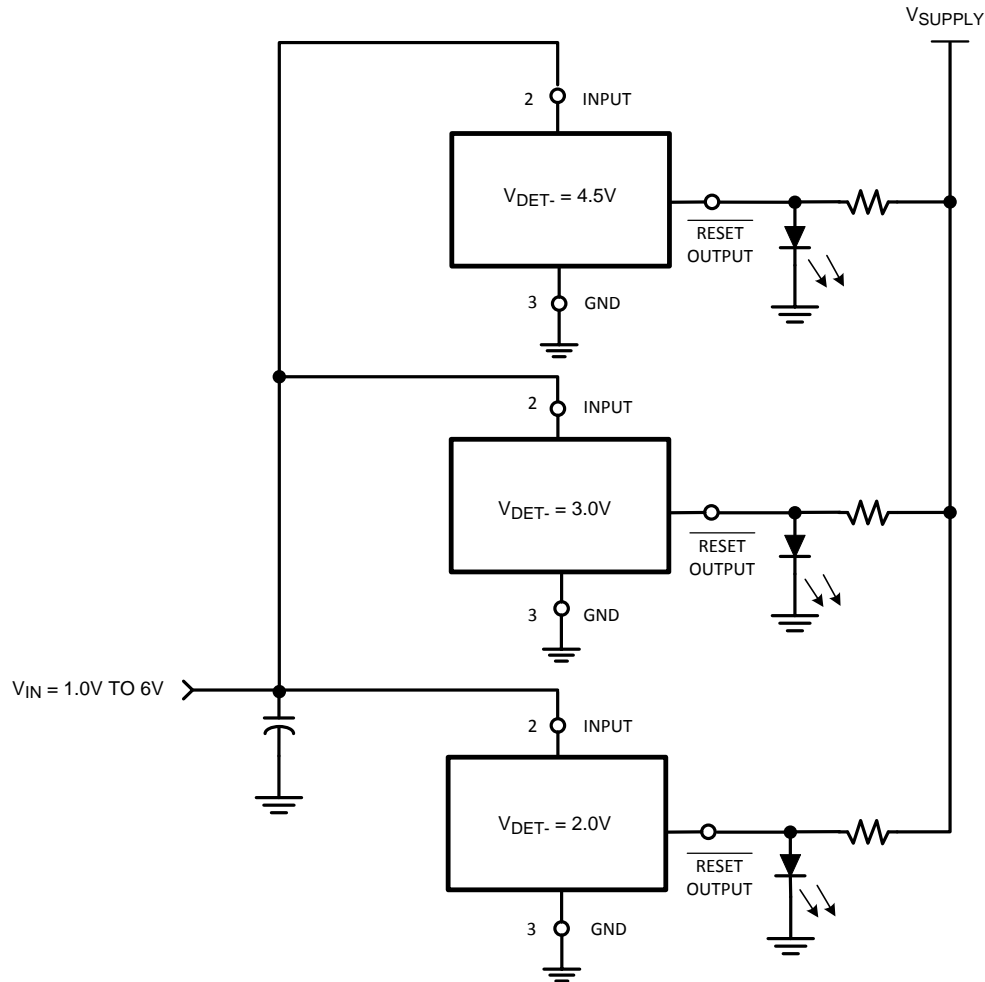 VSUPPLY
2 INPUT
VDET- = 4.5V
RESET
OUTPUT
3 GND
2 INPUT
VDET- = 3.0V
RESET
OUTPUT
3 GND
VIN = 1.0V TO 6V
2 INPUT
VDET- = 2.0V
RESET
OUTPUT
3 GND